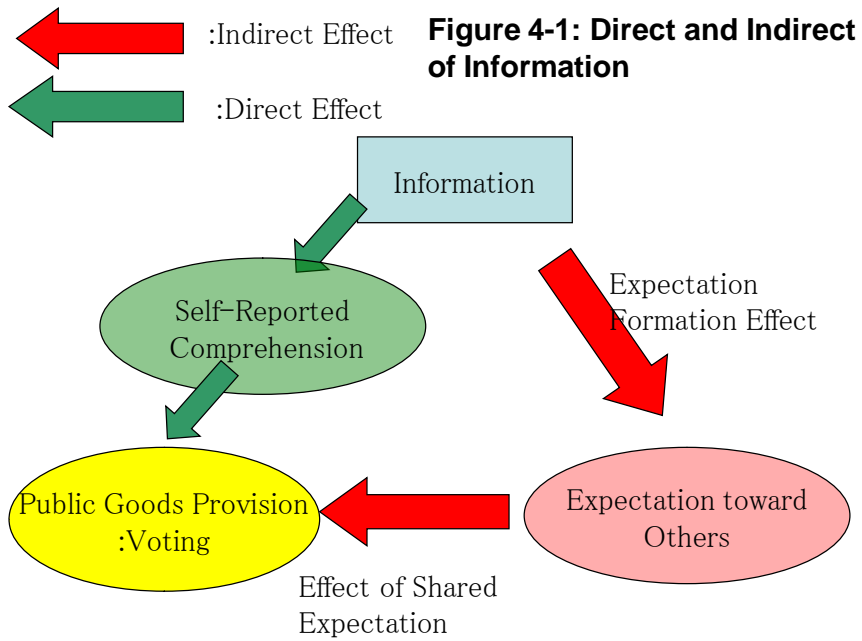 :Indirect Effect
Figure 4-1: Direct and Indirect
of Information
:Direct Effect
Information
Expectation
Formation Effect
Self-Reported
Comprehension
Public Goods Provision
:Voting
Expectation toward
Others
Effect of Shared
Expectation